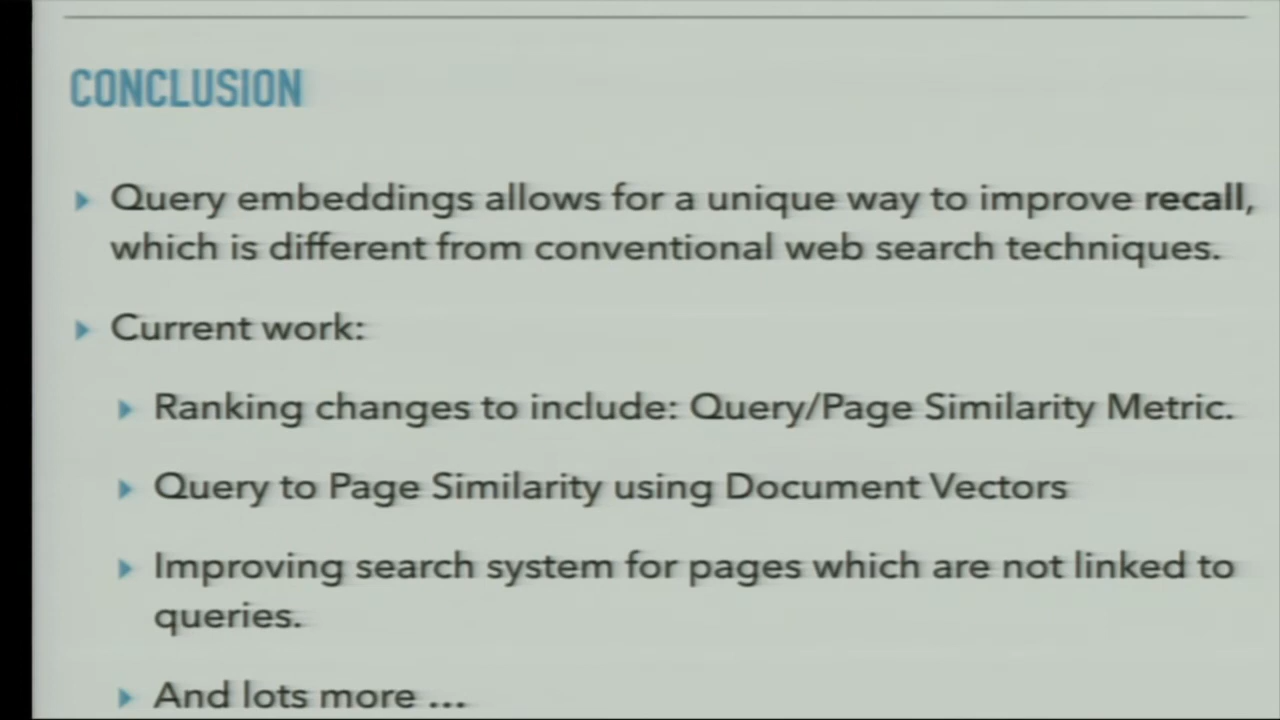 CONCLUSION
Query embeddings allows for a unique way to improve recall,
which is different from conventional web search techniques.
Current work:
Ranking changes to include: Query/Page Similarity Metric.
Query to Page Similarity using Document Vectors
Improving search system for pages which are not linked to
queries.
And lots more ...